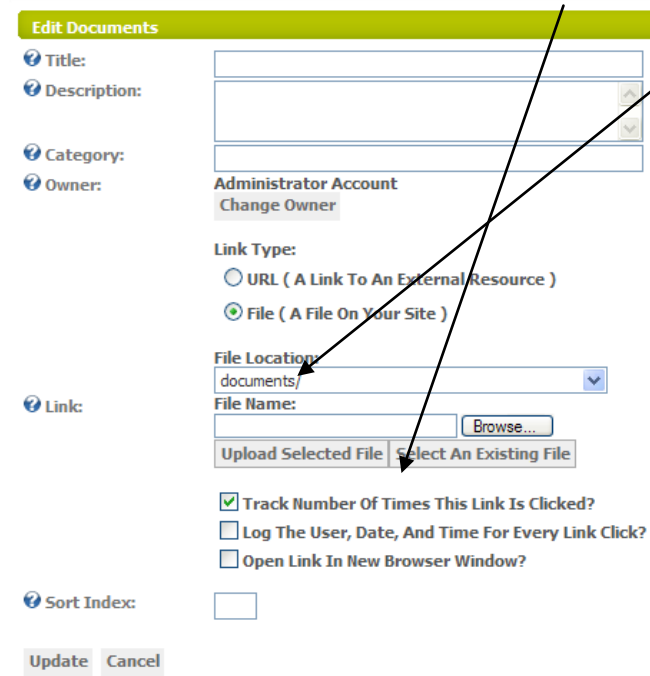 Edit Documents
Title:
Description:
Category:
Owner: Administrator Account
Change Owner
Link Type:
URL ( A Link To An External Resource )
File ( A File On Your Site )
File Location:
documents/
Link: File Name:
Browse...
Upload Selected File Select An Existing File
Track Number Of Times This Link Is Clicked?
Log The User, Date, And Time For Every Link Click?
Open Link In New Browser Window?
Sort Index:
Update Cancel